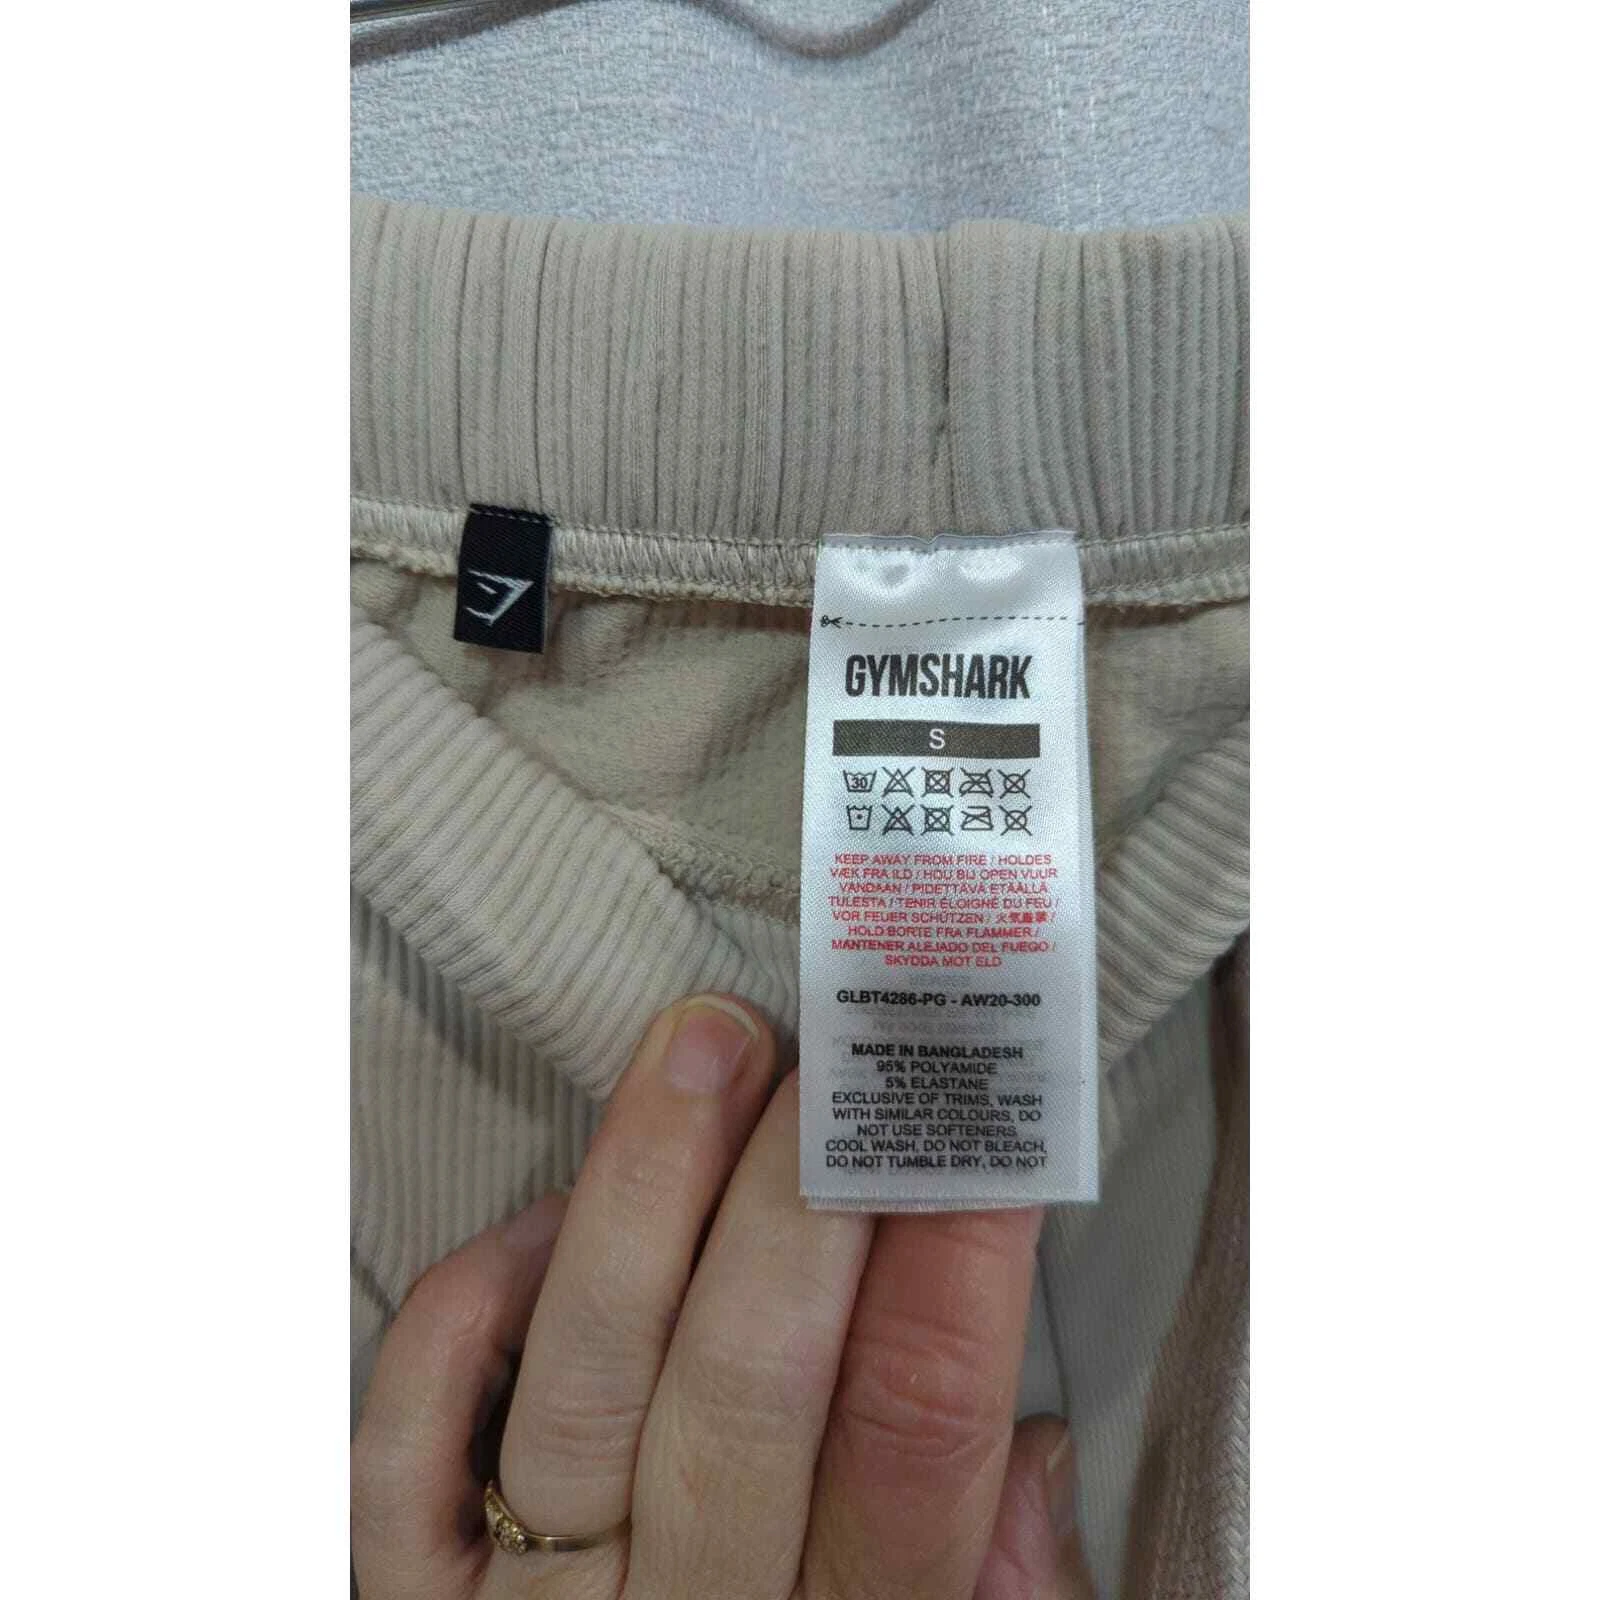 GYMSHARK
S
30
KEEP AWAY FROM FIRE / HOLDES
VÆK FRA ILD / HOU BIJ OPEN VUUR
VANDAAN / PIDETTÄVÄ ETÄÄLLÄ
TULESTA / TENIR ÉLOIGNÉ DU FEU /
VOR FEUER SCHÜTZEN / 火気厳禁 /
HOLD BORTE FRA FLAMMER /
MANTENER ALEJADO DEL FUEGO /
SKYDDA MOT ELD
GLBT4286-PG - AW20-300
MADE IN BANGLADESH
95% POLYAMIDE
5% ELASTANE
EXCLUSIVE OF TRIMS, WASH
WITH SIMILAR COLOURS, DO
NOT USE SOFTENERS
COOL WASH, DO NOT BLEACH,
DO NOT TUMBLE DRY, DO NOT